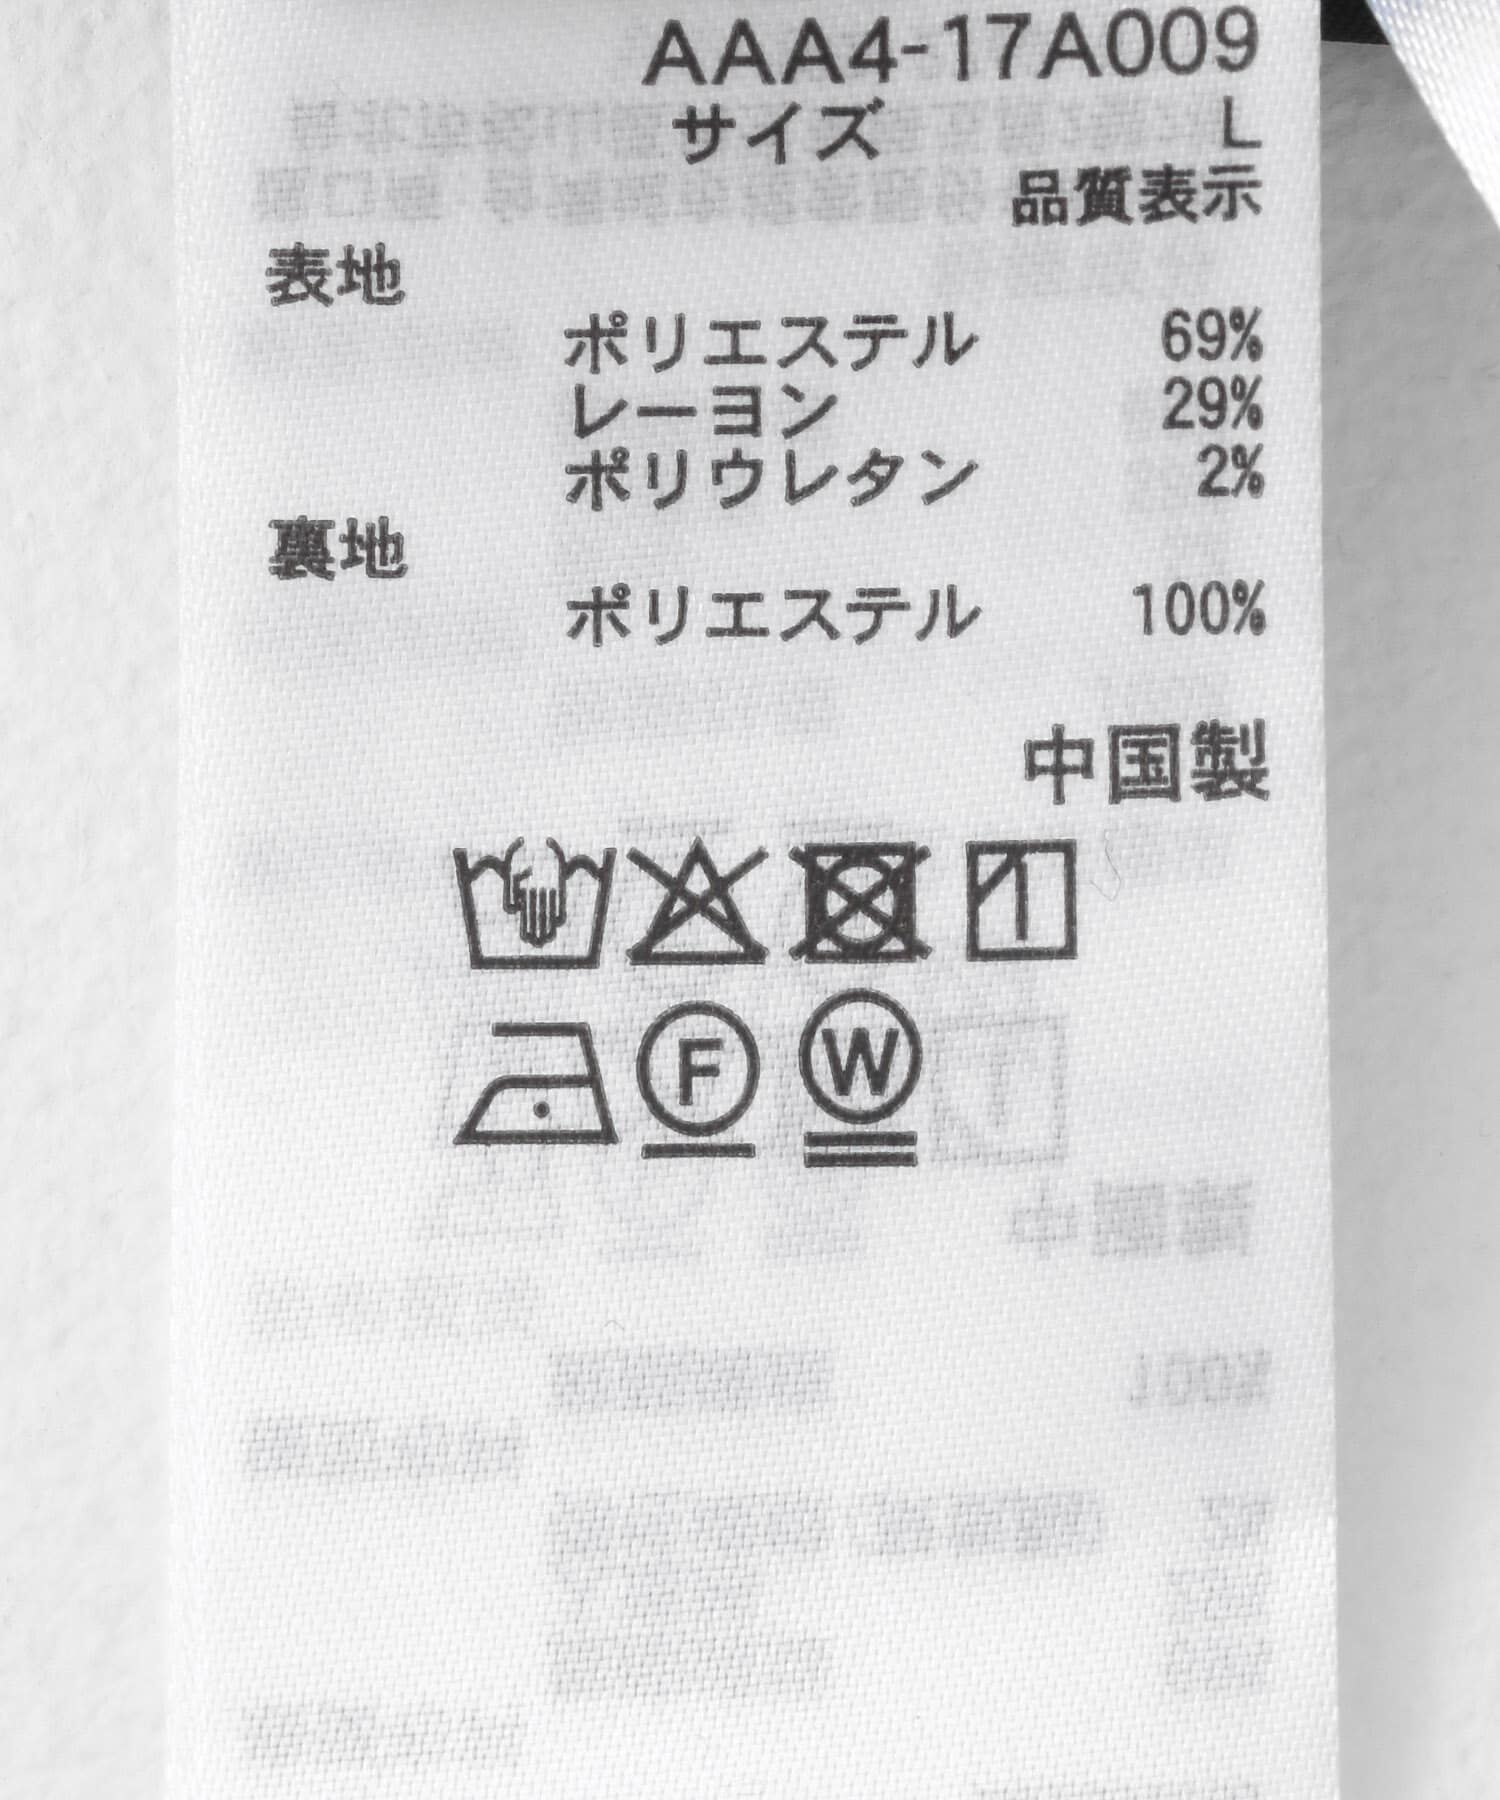 AAA4-17A009
サイズ L
品質表示
表地
ポリエステル 69%
レーヨン 29%
ポリウレタン 2%
裏地
ポリエステル 100%
中国製
F W